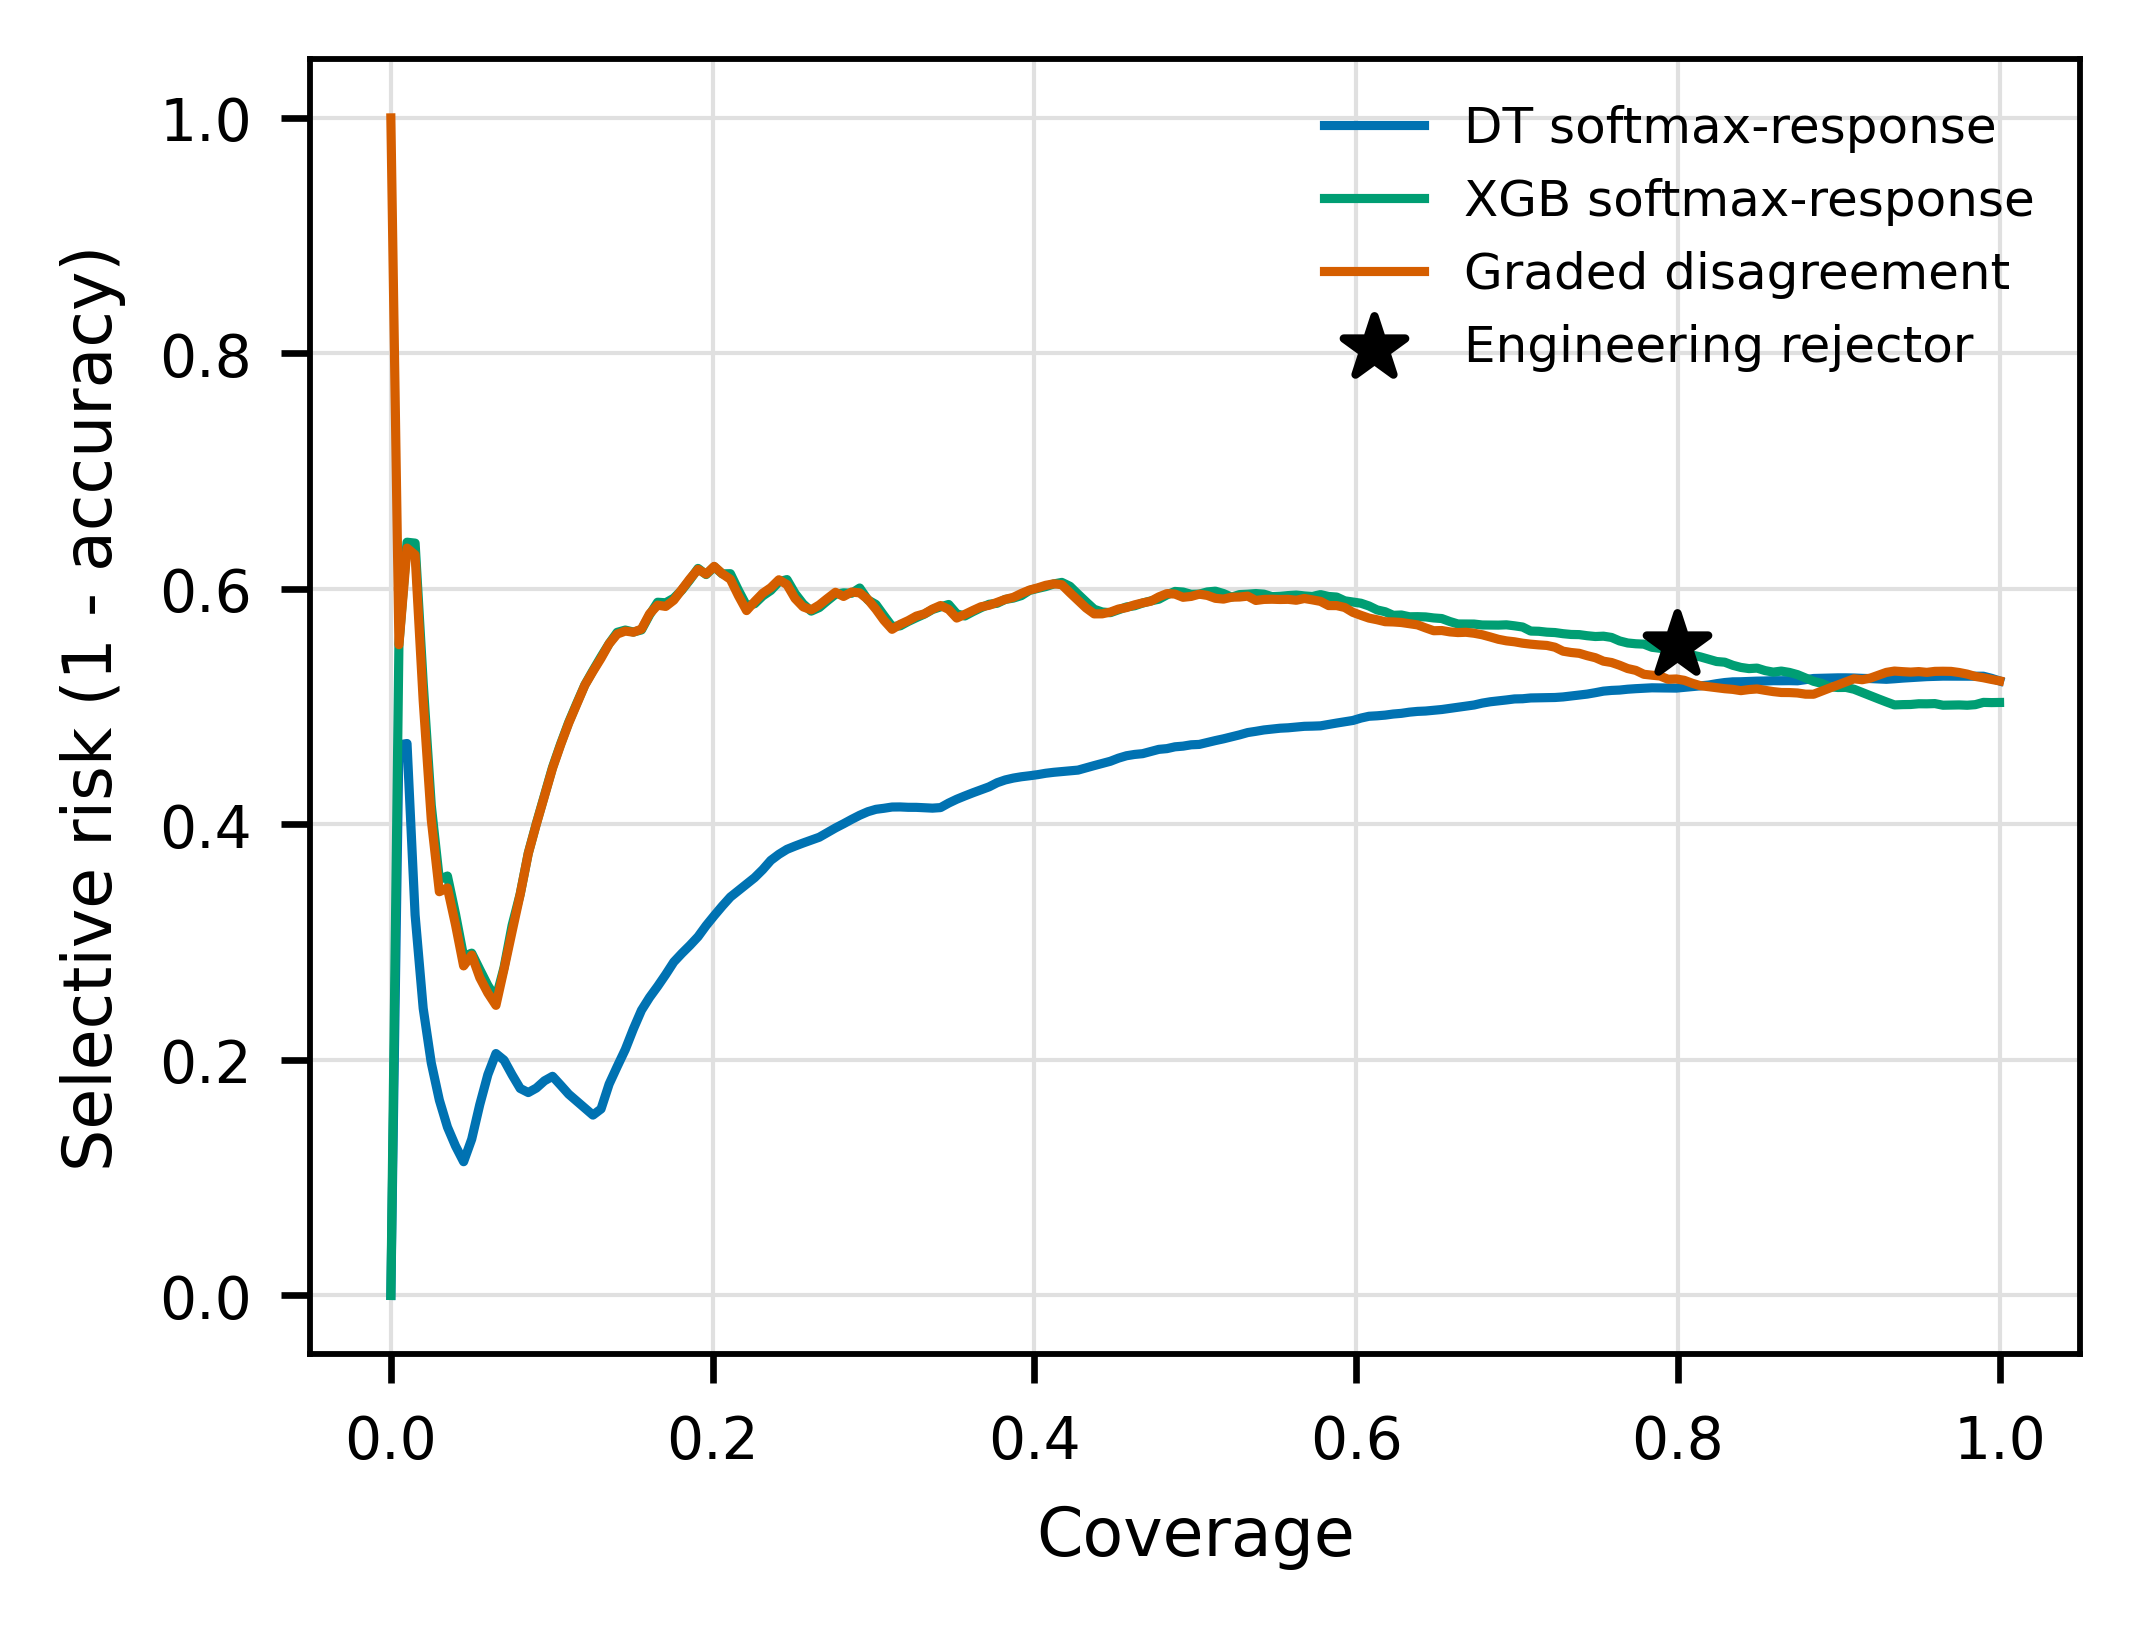 DT softmax-response
XGB softmax-response
Graded disagreement
Engineering rejector
Selective risk (1 - accuracy)
1.0
0.8
0.6
0.4
0.2
0.0
0.0 0.2 0.4 0.6 0.8 1.0
Coverage